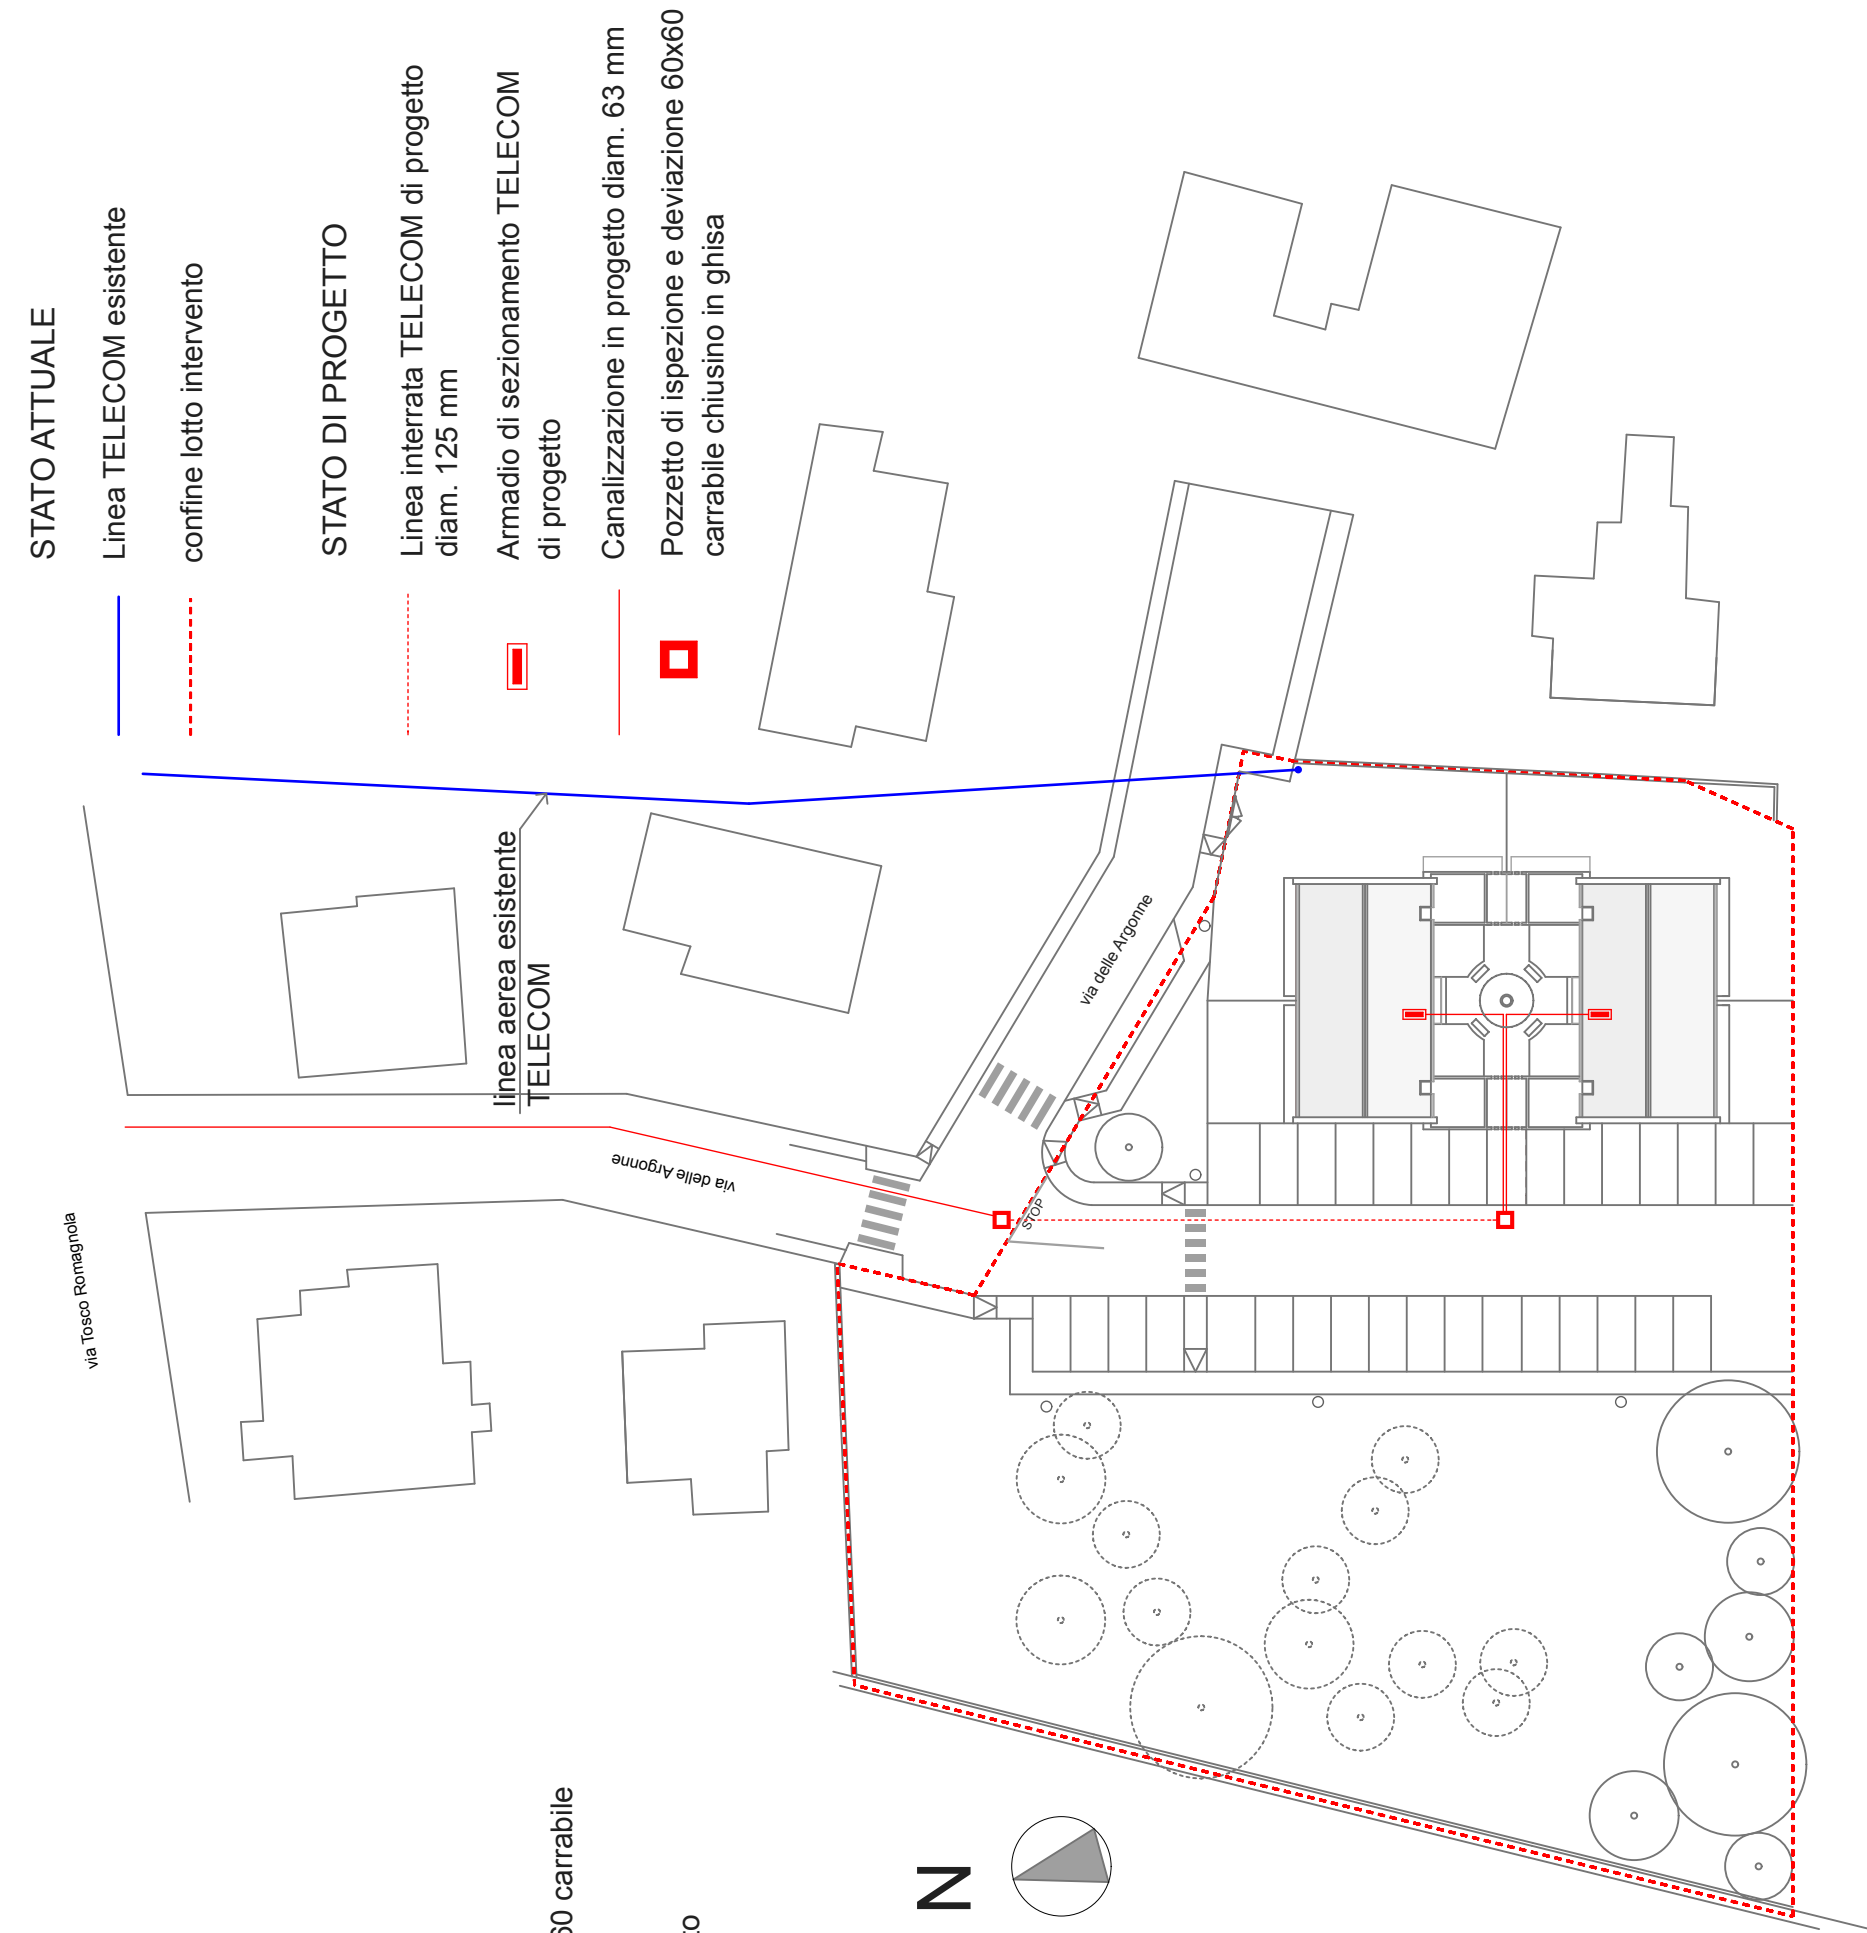 STATO ATTUALE
Linea TELECOM esistente
confine lotto intervento
STATO DI PROGETTO
Linea interrata TELECOM di progetto
diam. 125 mm
Armadio di sezionamento TELECOM
di progetto
Canalizzazione in progetto diam. 63 mm
Pozzetto di ispezione e deviazione 60x60
carrabile chiusino in ghisa
linea aerea esistente
TELECOM
via delle Argonne
via delle Argonne
STOP
via Tosco Romagnola
60 carrabile
N